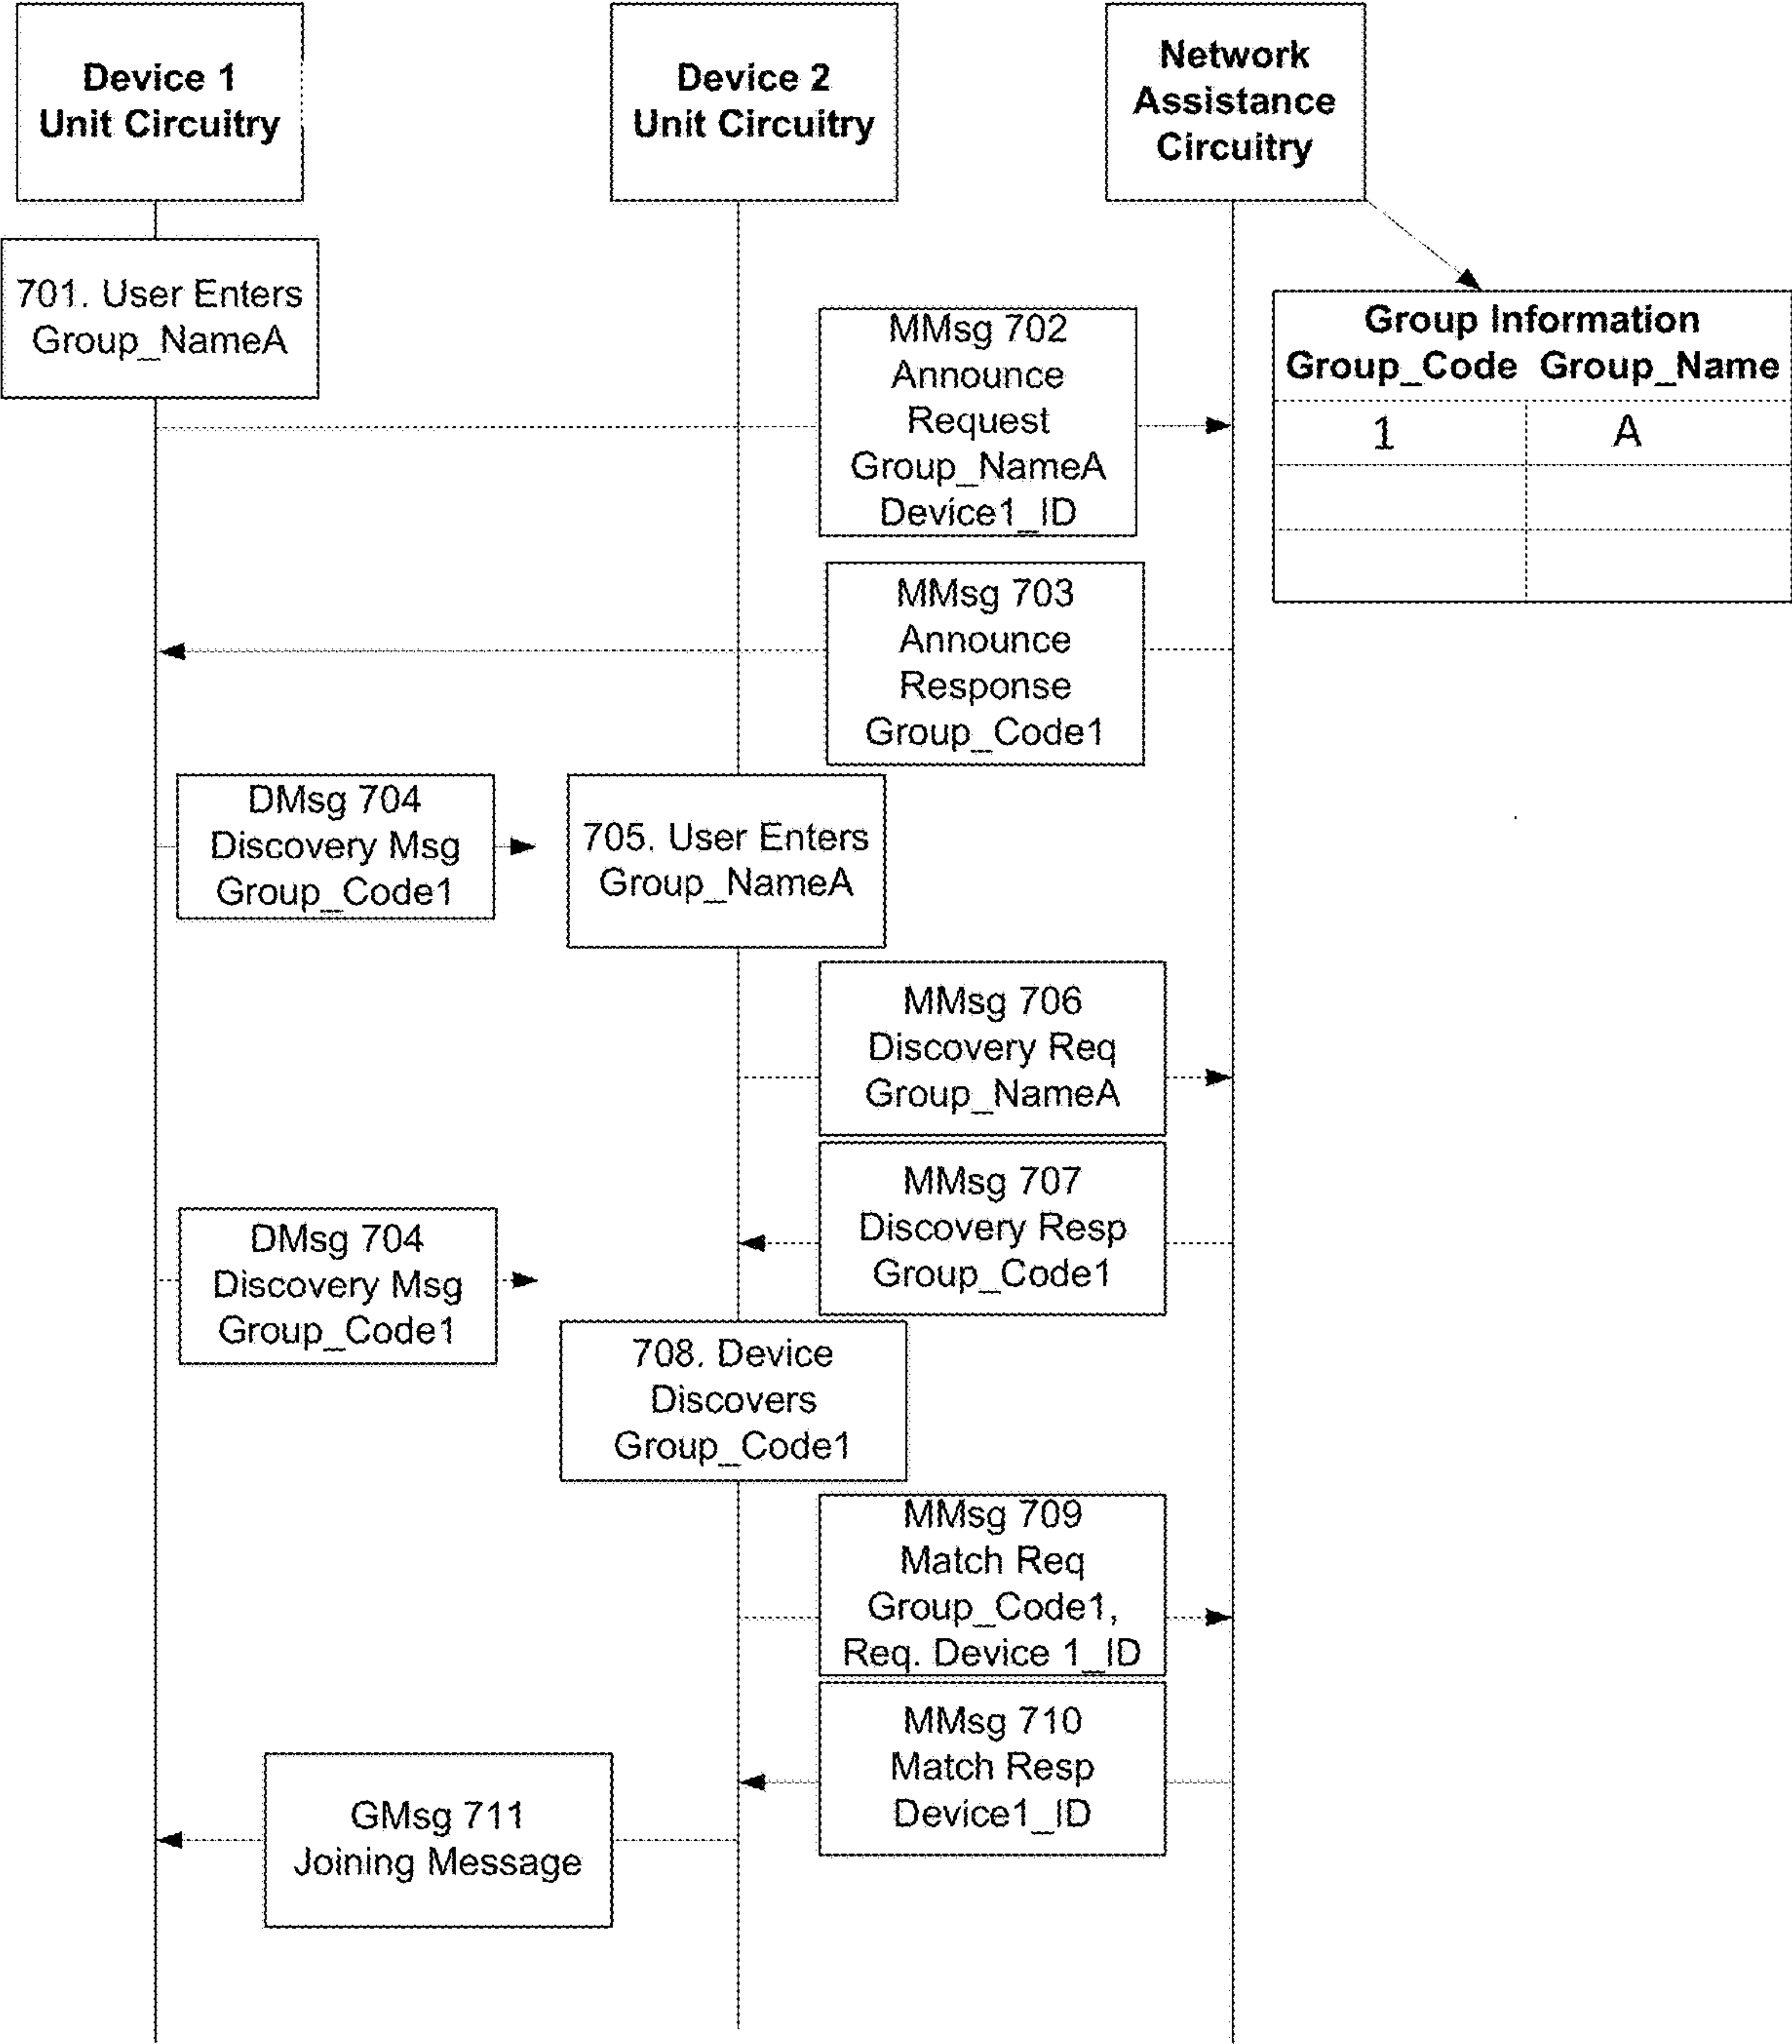 Device 1
Unit Circuitry
Device 2
Unit Circuitry
Network
Assistance
Circuitry
701. User Enters
Group_NameA
MMsg 702
Announce
Request
Group_NameA
Device1_ID
Group Information
Group_Code Group_Name
1 A
MMsg 703
Announce
Response
Group_Code1
DMsg 704
Discovery Msg
Group_Code1
705. User Enters
Group_NameA
MMsg 706
Discovery Req
Group_NameA
MMsg 707
Discovery Resp
Group_Code1
DMsg 704
Discovery Msg
Group_Code1
708. Device
Discovers
Group_Code1
MMsg 709
Match Req
Group_Code1,
Req. Device 1_ID
MMsg 710
Match Resp
Device1_ID
GMsg 711
Joining Message